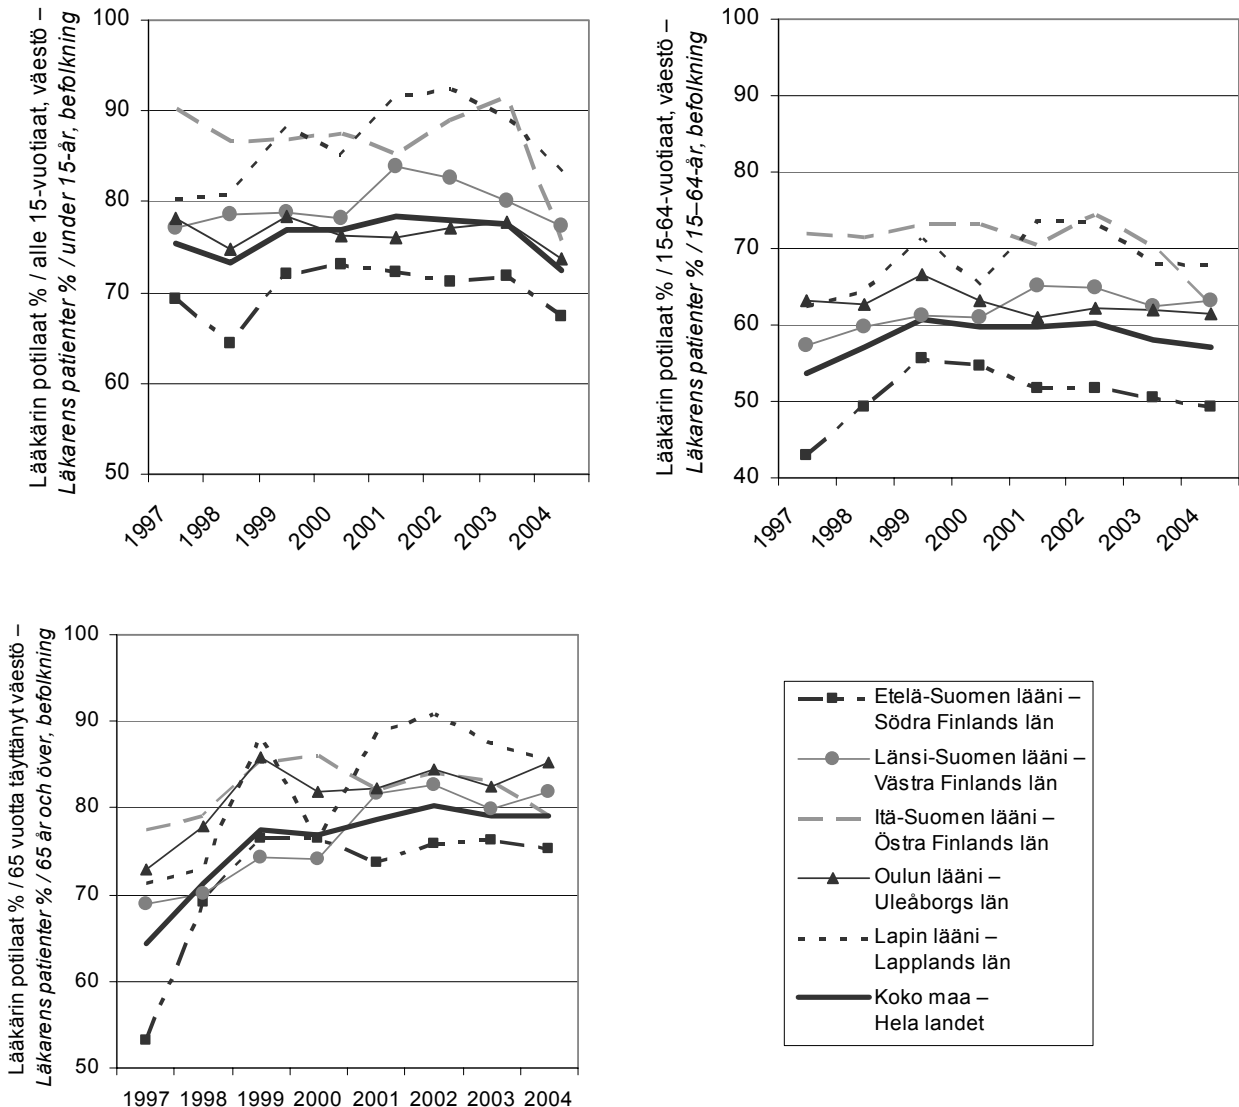 Lääkärin potilaat % / alle 15-vuotiaat, väestö –
Läkarens patienter % / under 15-år, befolkning
100
90
80
70
60
50
1997
1998
1999
2000
2001
2002
2003
2004
Lääkärin potilaat % / 15-64-vuotiaat, väestö –
Läkarens patienter % / 15–64-år, befolkning
100
90
80
70
60
50
40
1997
1998
1999
2000
2001
2002
2003
2004
Lääkärin potilaat % / 65 vuotta täyttänyt väestö –
Läkarens patienter % / 65 år och över, befolkning
100
90
80
70
60
50
1997 1998 1999 2000 2001 2002 2003 2004
Etelä-Suomen lääni –
Södra Finlands län
Länsi-Suomen lääni –
Västra Finlands län
Itä-Suomen lääni –
Östra Finlands län
Oulun lääni –
Uleåborgs län
Lapin lääni –
Lapplands län
Koko maa –
Hela landet